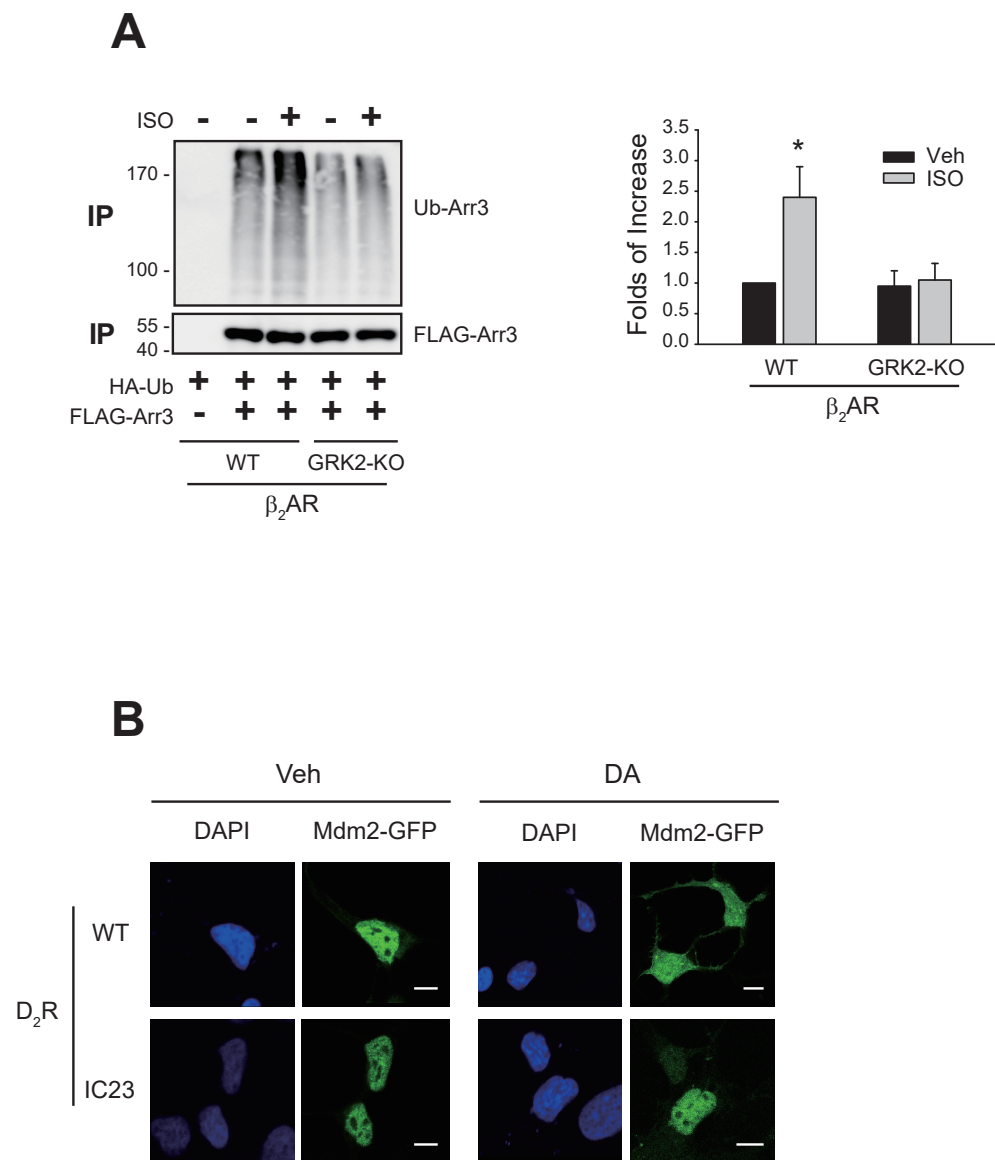 A
ISO - - + - +
170 -
IP
Ub-Arr3
100 -
IP
55 -
FLAG-Arr3
40 -
HA-Ub + + + + +
FLAG-Arr3 - + + + +
WT GRK2-KO
β₂AR
Folds of Increase
3.5
3.0
2.5
2.0
1.5
1.0
0.5
0.0
*
Veh
ISO
WT GRK2-KO
β₂AR
B
Veh DA
DAPI Mdm2-GFP DAPI Mdm2-GFP
WT
D₂R
IC23